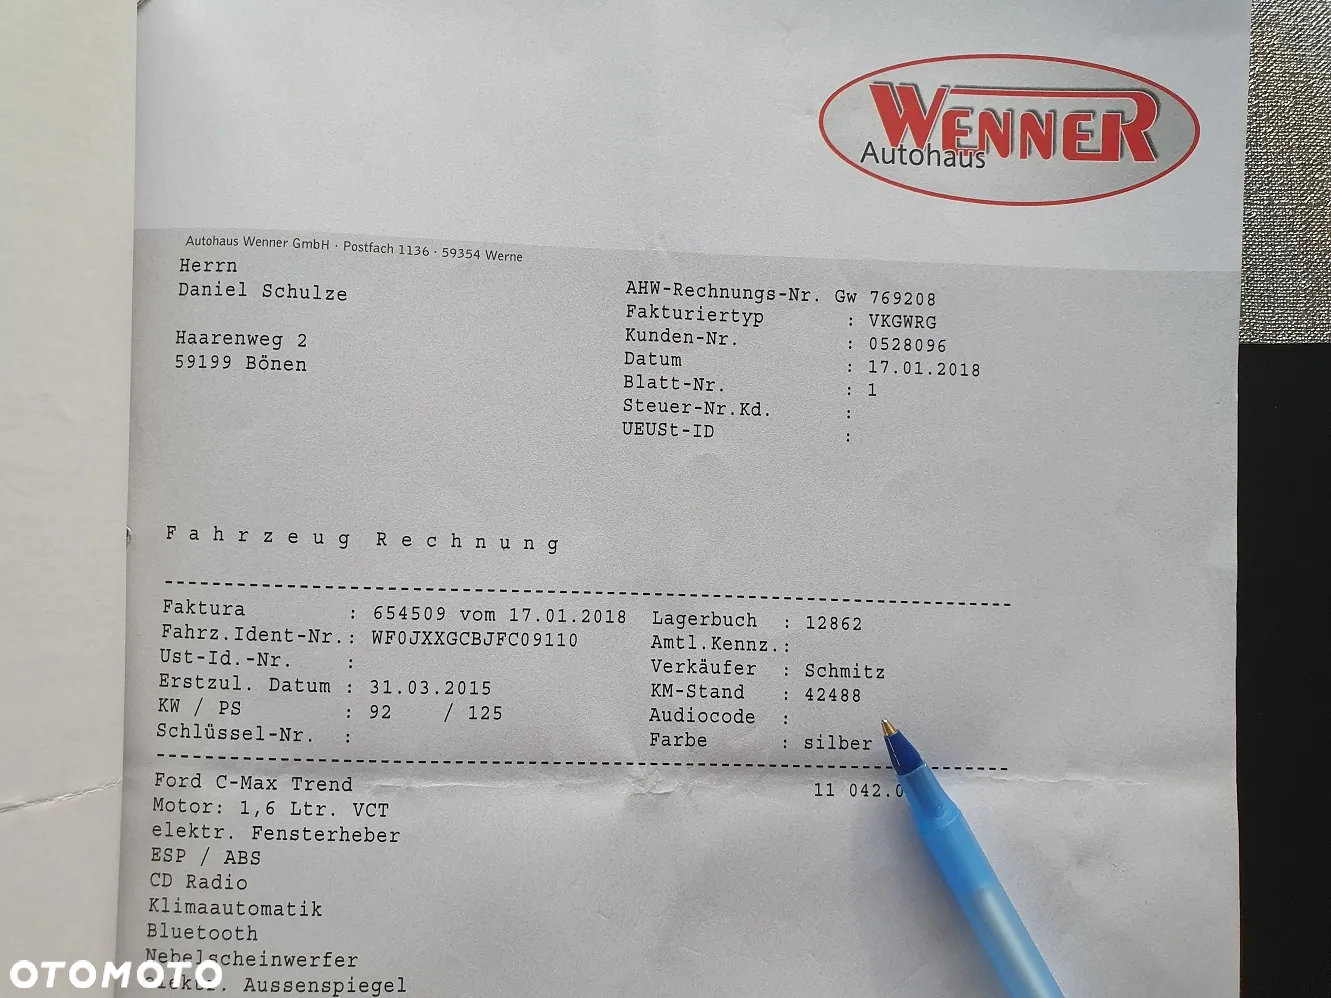 WENNER
Autohaus
Autohaus Wenner GmbH · Postfach 1136 · 59354 Werne
Herrn
Daniel Schulze
Haarenweg 2
59199 Bönen
AHW-Rechnungs-Nr. Gw 769208
Fakturiertyp : VKGWRG
Kunden-Nr. : 0528096
Datum : 17.01.2018
Blatt-Nr. : 1
Steuer-Nr.Kd. :
UEUSt-ID :
Fahrzeug Rechnung
Faktura : 654509 vom 17.01.2018 Lagerbuch : 12862
Fahrz.Ident-Nr.: WF0JXXGCBJFC09110 Amtl.Kennz.:
Ust-Id.-Nr. : Verkäufer : Schmitz
Erstzul. Datum : 31.03.2015 KM-Stand : 42488
KW / PS : 92 / 125 Audiocode :
Schlüssel-Nr. : Farbe : silber
Ford C-Max Trend 11 042.0
Motor: 1,6 Ltr. VCT
elektr. Fensterheber
ESP / ABS
CD Radio
Klimaautomatik
Bluetooth
Nebelscheinwerfer
elektr. Aussenspiegel
OTOMOTO